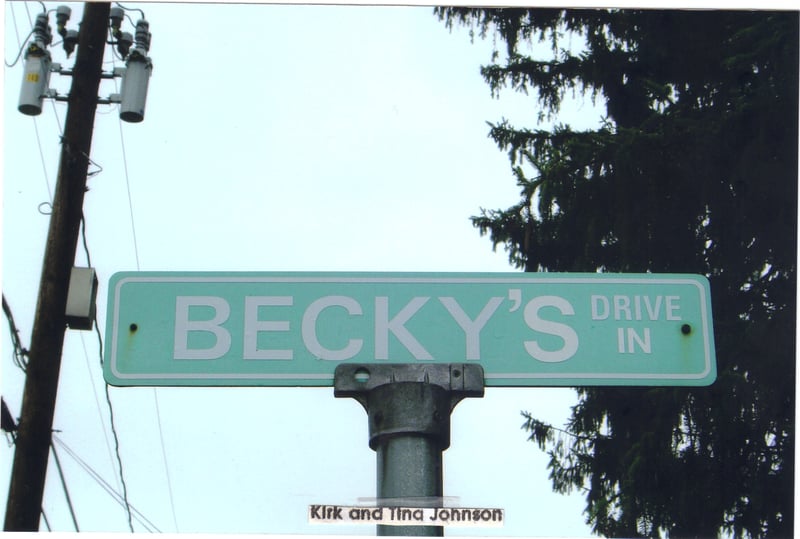 BECKY'S DRIVE
IN
Kirk and Tina Johnson